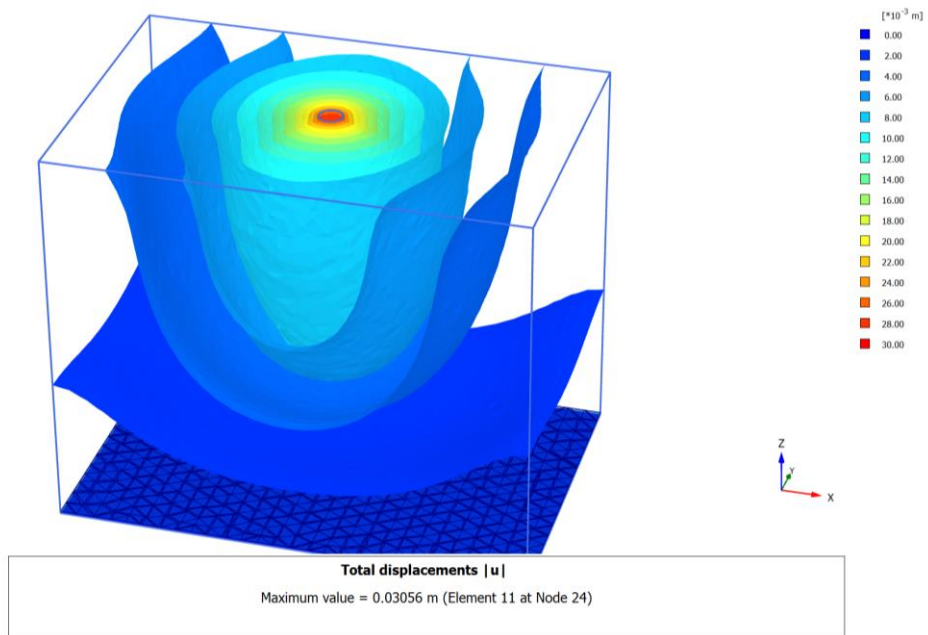 [*10⁻³ m]
0.00
2.00
4.00
6.00
8.00
10.00
12.00
14.00
16.00
18.00
20.00
22.00
24.00
26.00
28.00
30.00
Z
Y
X
Total displacements |u|
Maximum value = 0.03056 m (Element 11 at Node 24)